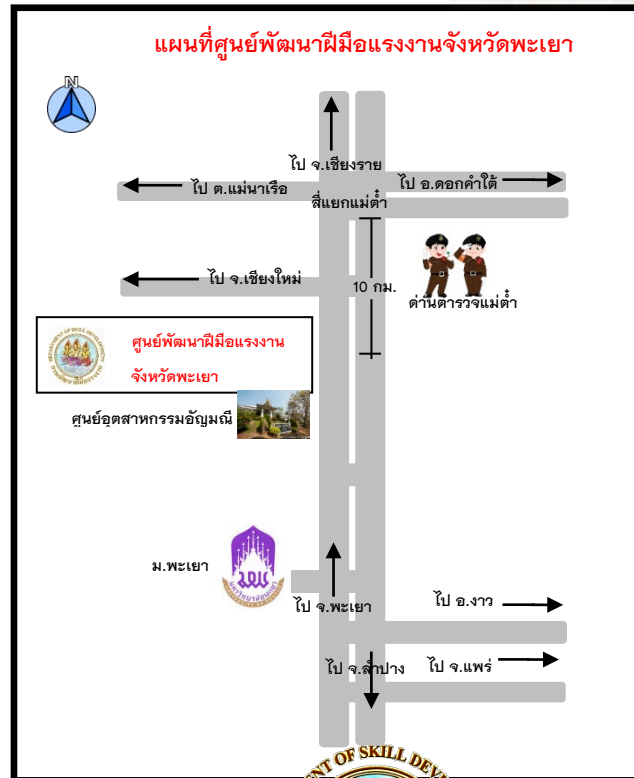 แผนที่ศูนย์พัฒนาฝีมือแรงงานจังหวัดพะเยา
N
ไป จ.เชียงราย
ไป ต.แม่นาเรือ
ไป อ.ดอกคำใต้
สี่แยกแม่ต๋ำ
ไป จ.เชียงใหม่
10 กม.
ด่านตำรวจแม่ต๋ำ
ศูนย์พัฒนาฝีมือแรงงาน
จังหวัดพะเยา
ศูนย์อุตสาหกรรมอัญมณี
ม.พะเยา
ไป จ.พะเยา
ไป อ.งาว
ไป จ.ลำปาง
ไป จ.แพร่
OF SKILL